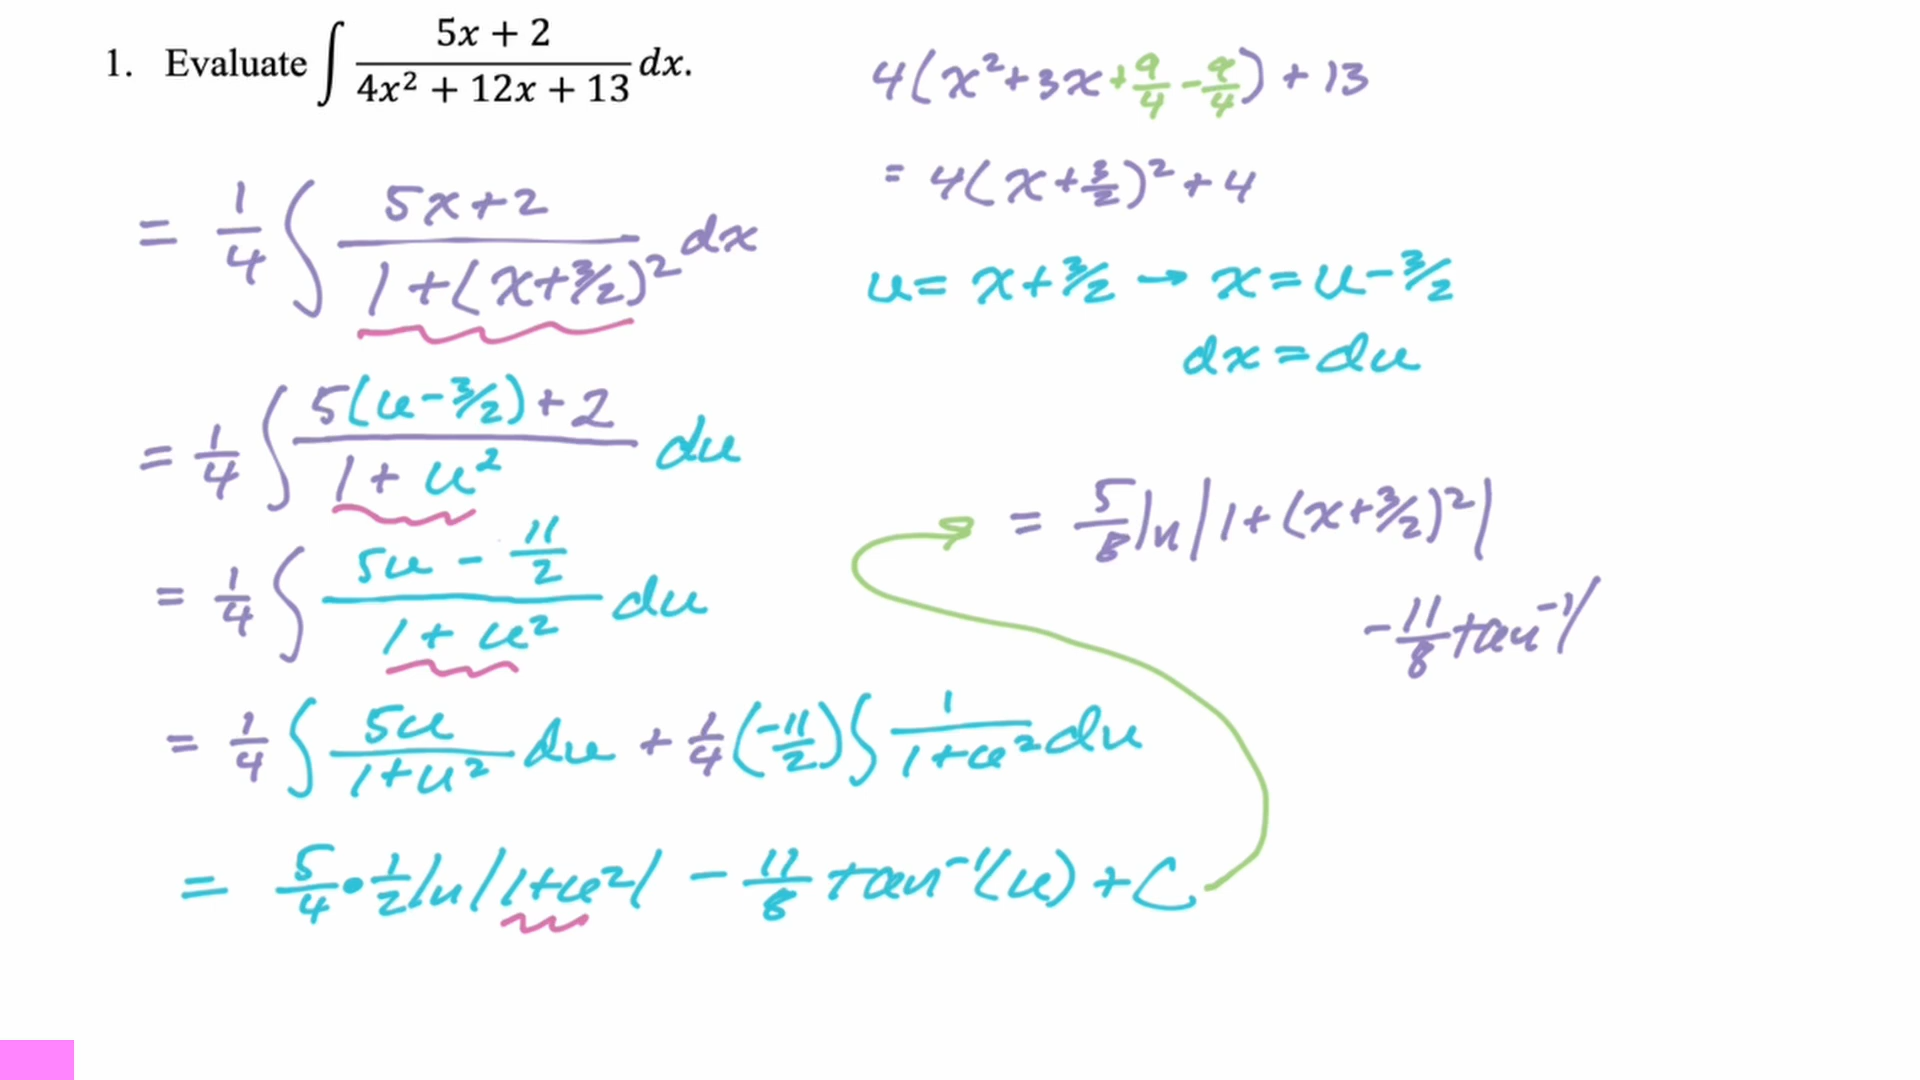 1. Evaluate ∫ (5x + 2)/(4x² + 12x + 13) dx.
= 1/4 ∫ (5x+2)/(1+(x+3/2)²) dx
= 1/4 ∫ (5(u-3/2)+2)/(1+u²) du
= 1/4 ∫ (5u - 11/2)/(1+u²) du
= 1/4 ∫ 5u/(1+u²) du + 1/4 (-11/2) ∫ 1/(1+u²) du
= 5/4 • 1/2 ln|1+u²| - 11/8 tan⁻¹(u) + C
4(x²+3x+9/4-9/4)+13
= 4(x+3/2)²+4
u = x+3/2 → x = u-3/2
dx = du
= 5/8 ln|1+(x+3/2)²|
- 11/8 tan⁻¹(